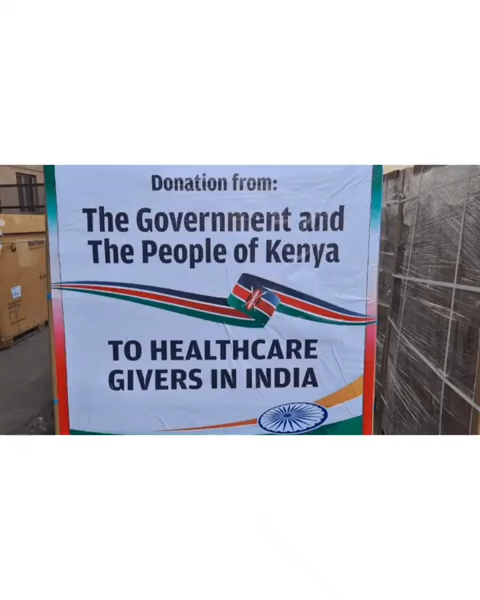 Donation from:
The Government and
The People of Kenya
TO HEALTHCARE
GIVERS IN INDIA